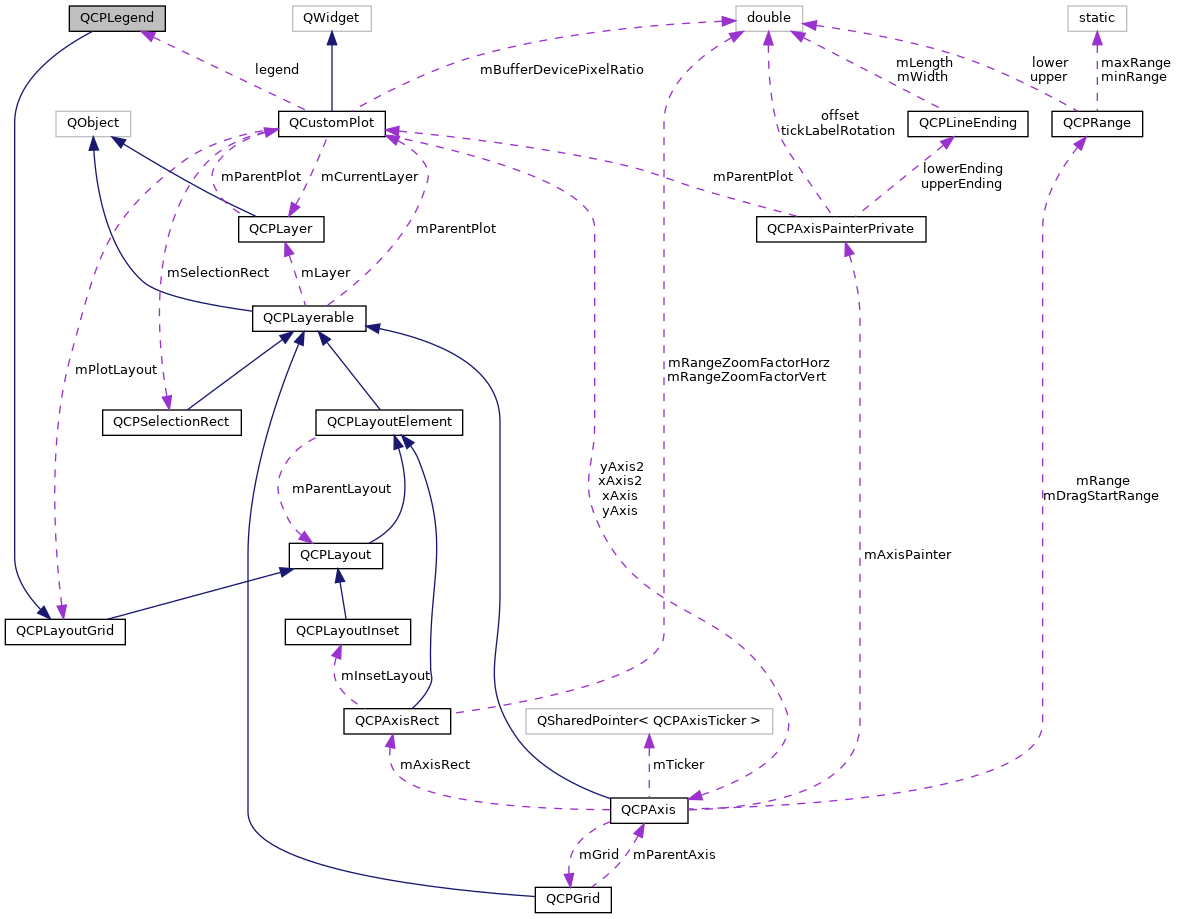 QCPLegend
QWidget
double
static
legend
mBufferDevicePixelRatio
mLength
mWidth
lower
upper
maxRange
minRange
QObject
QCustomPlot
offset
tickLabelRotation
QCPLineEnding
QCPRange
mParentPlot
mCurrentLayer
mParentPlot
lowerEnding
upperEnding
QCPLayer
mParentPlot
QCPAxisPainterPrivate
mSelectionRect
mLayer
QCPLayerable
mPlotLayout
mRangeZoomFactorHorz
mRangeZoomFactorVert
QCPSelectionRect
QCPLayoutElement
yAxis2
xAxis2
xAxis
yAxis
mParentLayout
mRange
mDragStartRange
QCPLayout
mAxisPainter
QCPLayoutGrid
QCPLayoutInset
mInsetLayout
QCPAxisRect
QSharedPointer< QCPAxisTicker >
mAxisRect
mTicker
QCPAxis
mGrid
mParentAxis
QCPGrid